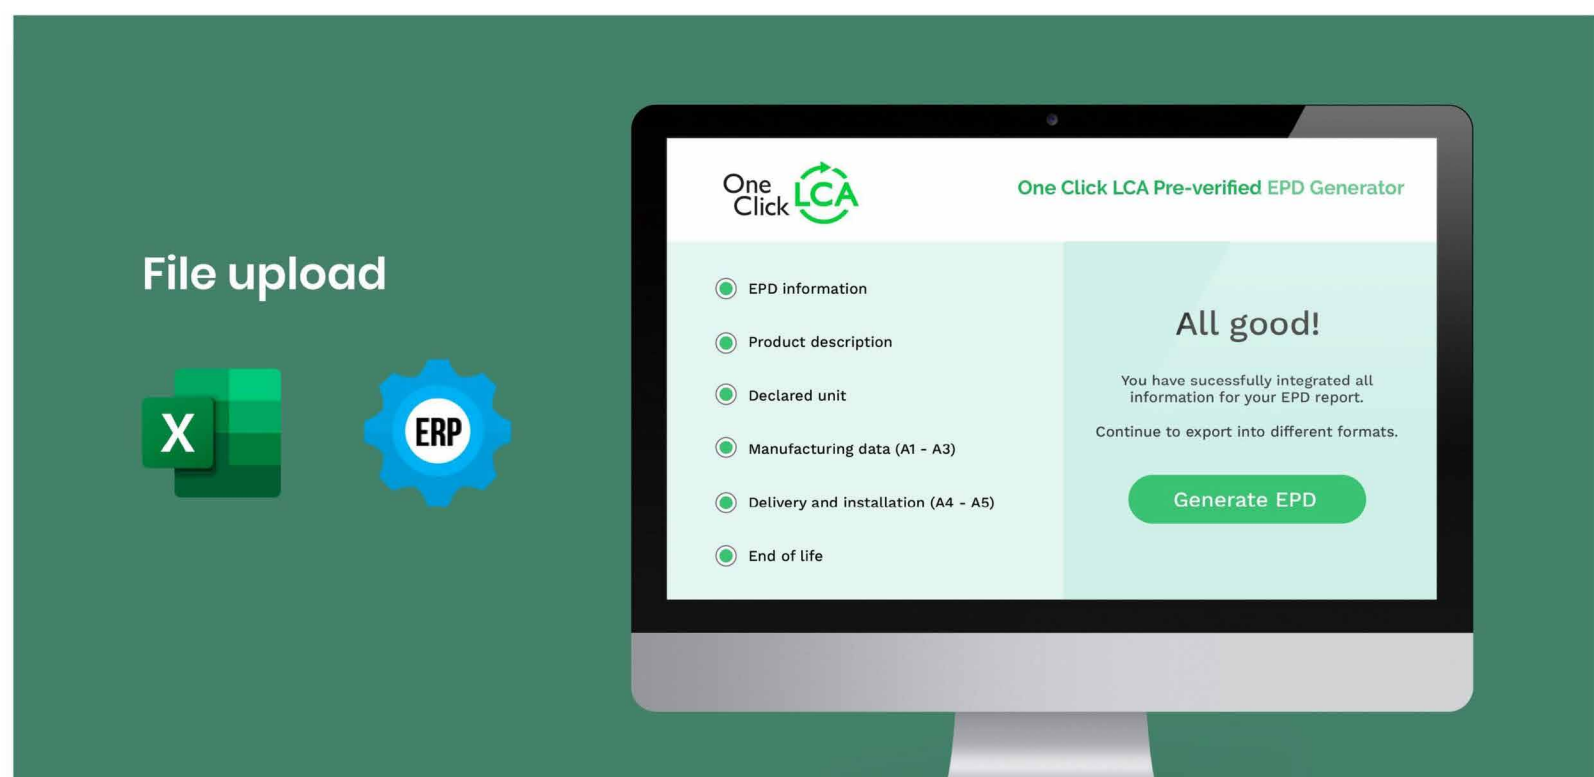 File upload
X
ERP
One
Click LCA
One Click LCA Pre-verified EPD Generator
EPD information
Product description
Declared unit
Manufacturing data (A1 - A3)
Delivery and installation (A4 - A5)
End of life
All good!
You have sucessfully integrated all
information for your EPD report.
Continue to export into different formats.
Generate EPD